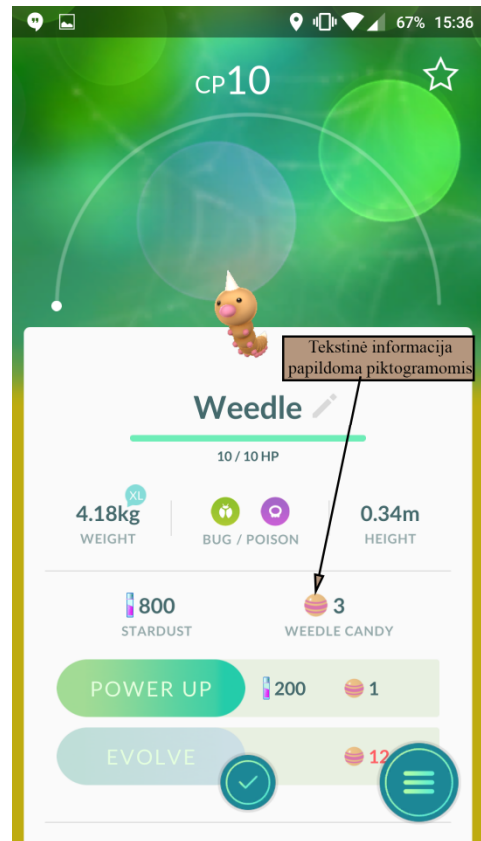 67% 15:36
CP10
Tekstinė informacija
papildoma piktogramomis
Weedle
10 / 10 HP
XL
4.18kg
WEIGHT
BUG / POISON
0.34m
HEIGHT
800
STARDUST
3
WEEDLE CANDY
POWER UP 200 1
EVOLVE 12